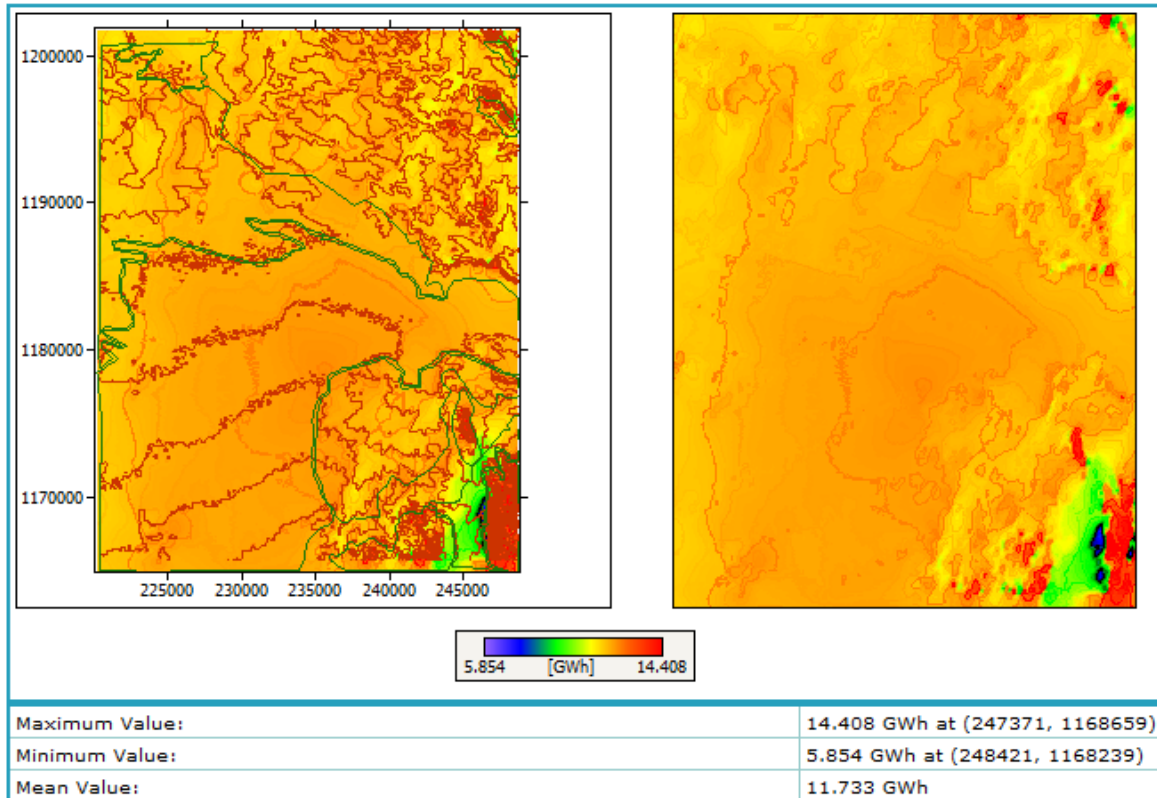 1200000
1190000
1180000
1170000
225000 230000 235000 240000 245000
5.854 [GWh] 14.408
Maximum Value: 14.408 GWh at (247371, 1168659)
Minimum Value: 5.854 GWh at (248421, 1168239)
Mean Value: 11.733 GWh